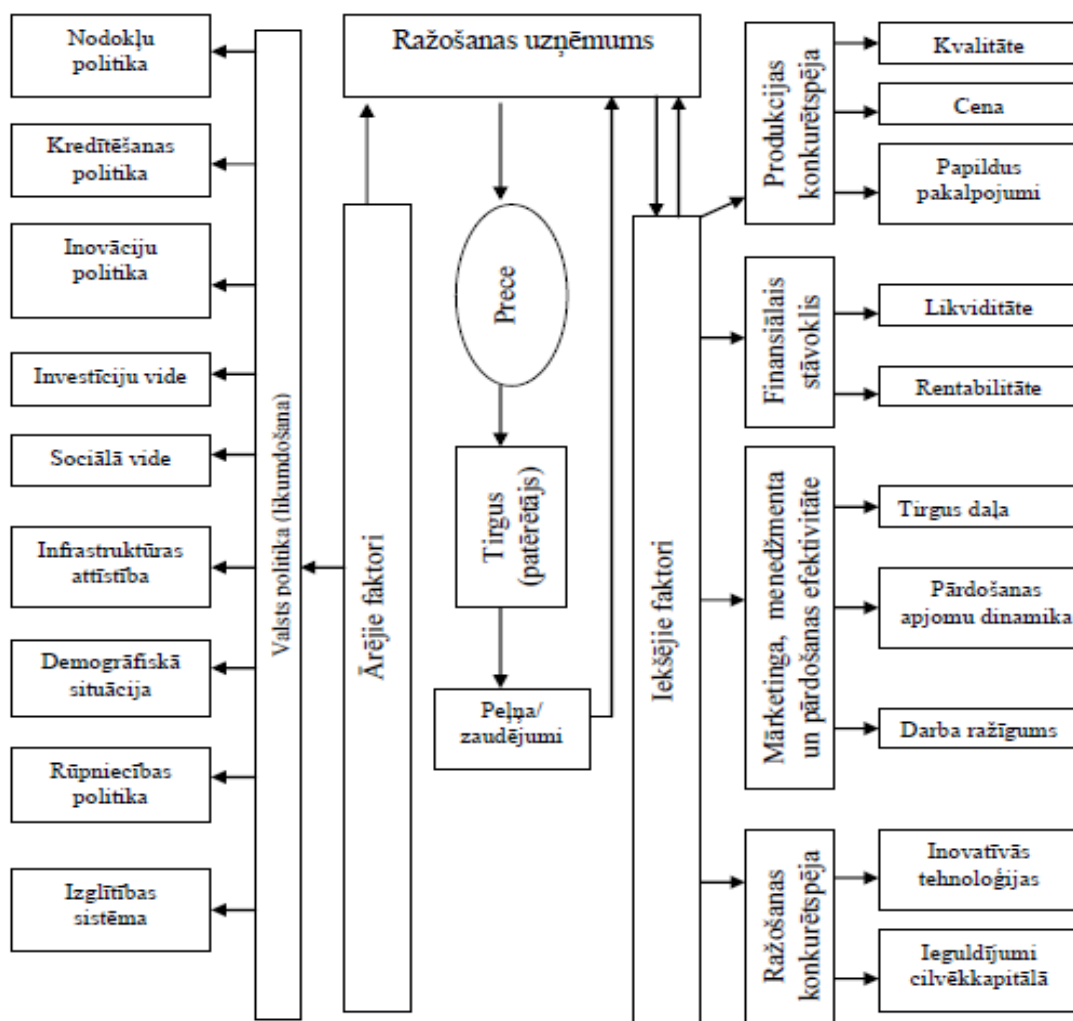 Nodokļu
politika
Kredītēšanas
politika
Inovāciju
politika
Investīciju vide
Sociālā vide
Infrastruktūras
attīstība
Demogrāfiskā
situācija
Rūpniecības
politika
Izglītības
sistēma
Valsts politika (likumdošana)
Ārējie faktori
Ražošanas uzņēmums
Prece
Tirgus
(patērētājs)
Peļņa/
zaudējumi
Iekšējie faktori
Produkcijas
konkurētspēja
Kvalitāte
Cena
Papildus
pakalpojumi
Finansiālais
stāvoklis
Likviditāte
Rentabilitāte
Mārketinga, menedžmenta
un pārdošanas efektivitāte
Tirgus daļa
Pārdošanas
apjomu dinamika
Darba ražīgums
Ražošanas
konkurētspēja
Inovatīvās
tehnoloģijas
Ieguldījumi
cilvēkkapitālā